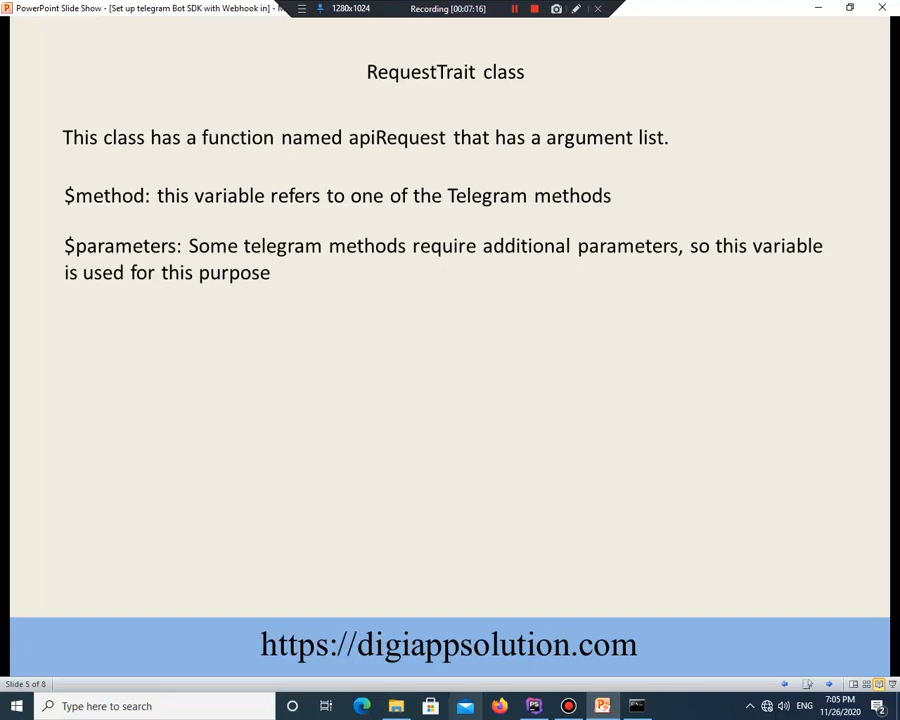 PowerPoint Slide Show - [Set up telegram Bot SDK with Webhook in] - M
1280x1024
Recording [00:07:16]
RequestTrait class
This class has a function named apiRequest that has a argument list.
$method: this variable refers to one of the Telegram methods
$parameters: Some telegram methods require additional parameters, so this variable
is used for this purpose
https://digiappsolution.com
Slide 5 of 8
Type here to search
ENG
7:05 PM
11/26/2020
2